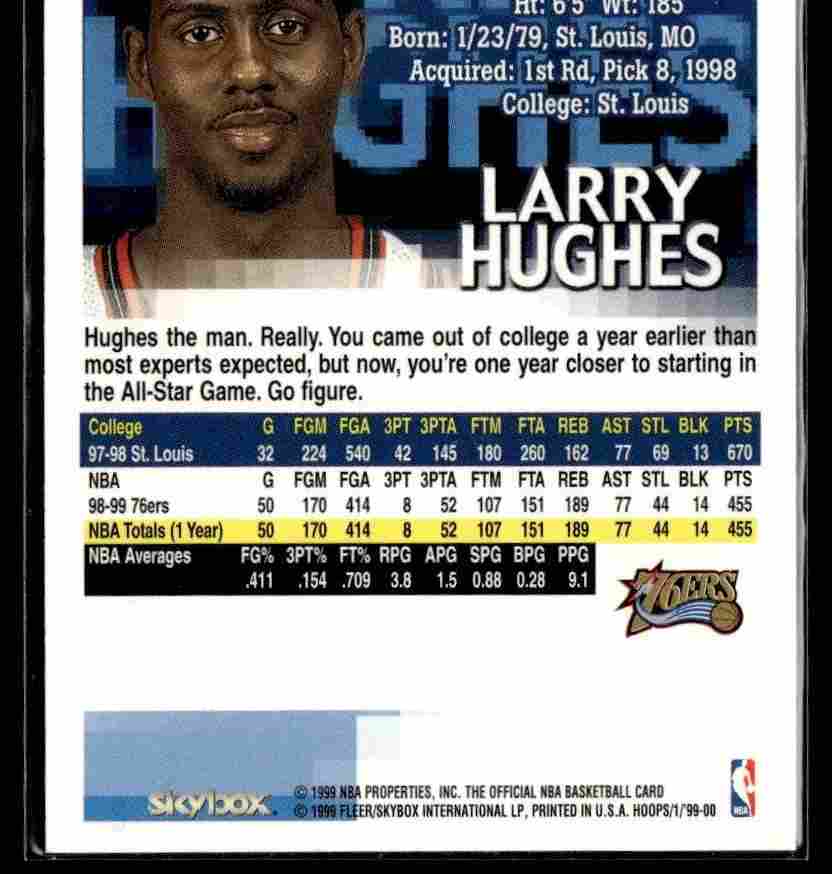 Ht: 6'5" Wt: 185
Born: 1/23/79, St. Louis, MO
Acquired: 1st Rd, Pick 8, 1998
College: St. Louis
HUGHES
LARRY
HUGHES
Hughes the man. Really. You came out of college a year earlier than
most experts expected, but now, you're one year closer to starting in
the All-Star Game. Go figure.
College G FGM FGA 3PT 3PTA FTM FTA REB AST STL BLK PTS
97-98 St. Louis 32 224 540 42 145 180 260 162 77 69 13 670
NBA G FGM FGA 3PT 3PTA FTM FTA REB AST STL BLK PTS
98-99 76ers 50 170 414 8 52 107 151 189 77 44 14 455
NBA Totals (1 Year) 50 170 414 8 52 107 151 189 77 44 14 455
NBA Averages FG% 3PT% FT% RPG APG SPG BPG PPG
.411 .154 .709 3.8 1.5 0.88 0.28 9.1
76ERS
skybox.
© 1999 NBA PROPERTIES, INC. THE OFFICIAL NBA BASKETBALL CARD
© 1999 FLEER/SKYBOX INTERNATIONAL LP, PRINTED IN U.S.A. HOOPS/1/'99-00
NBA